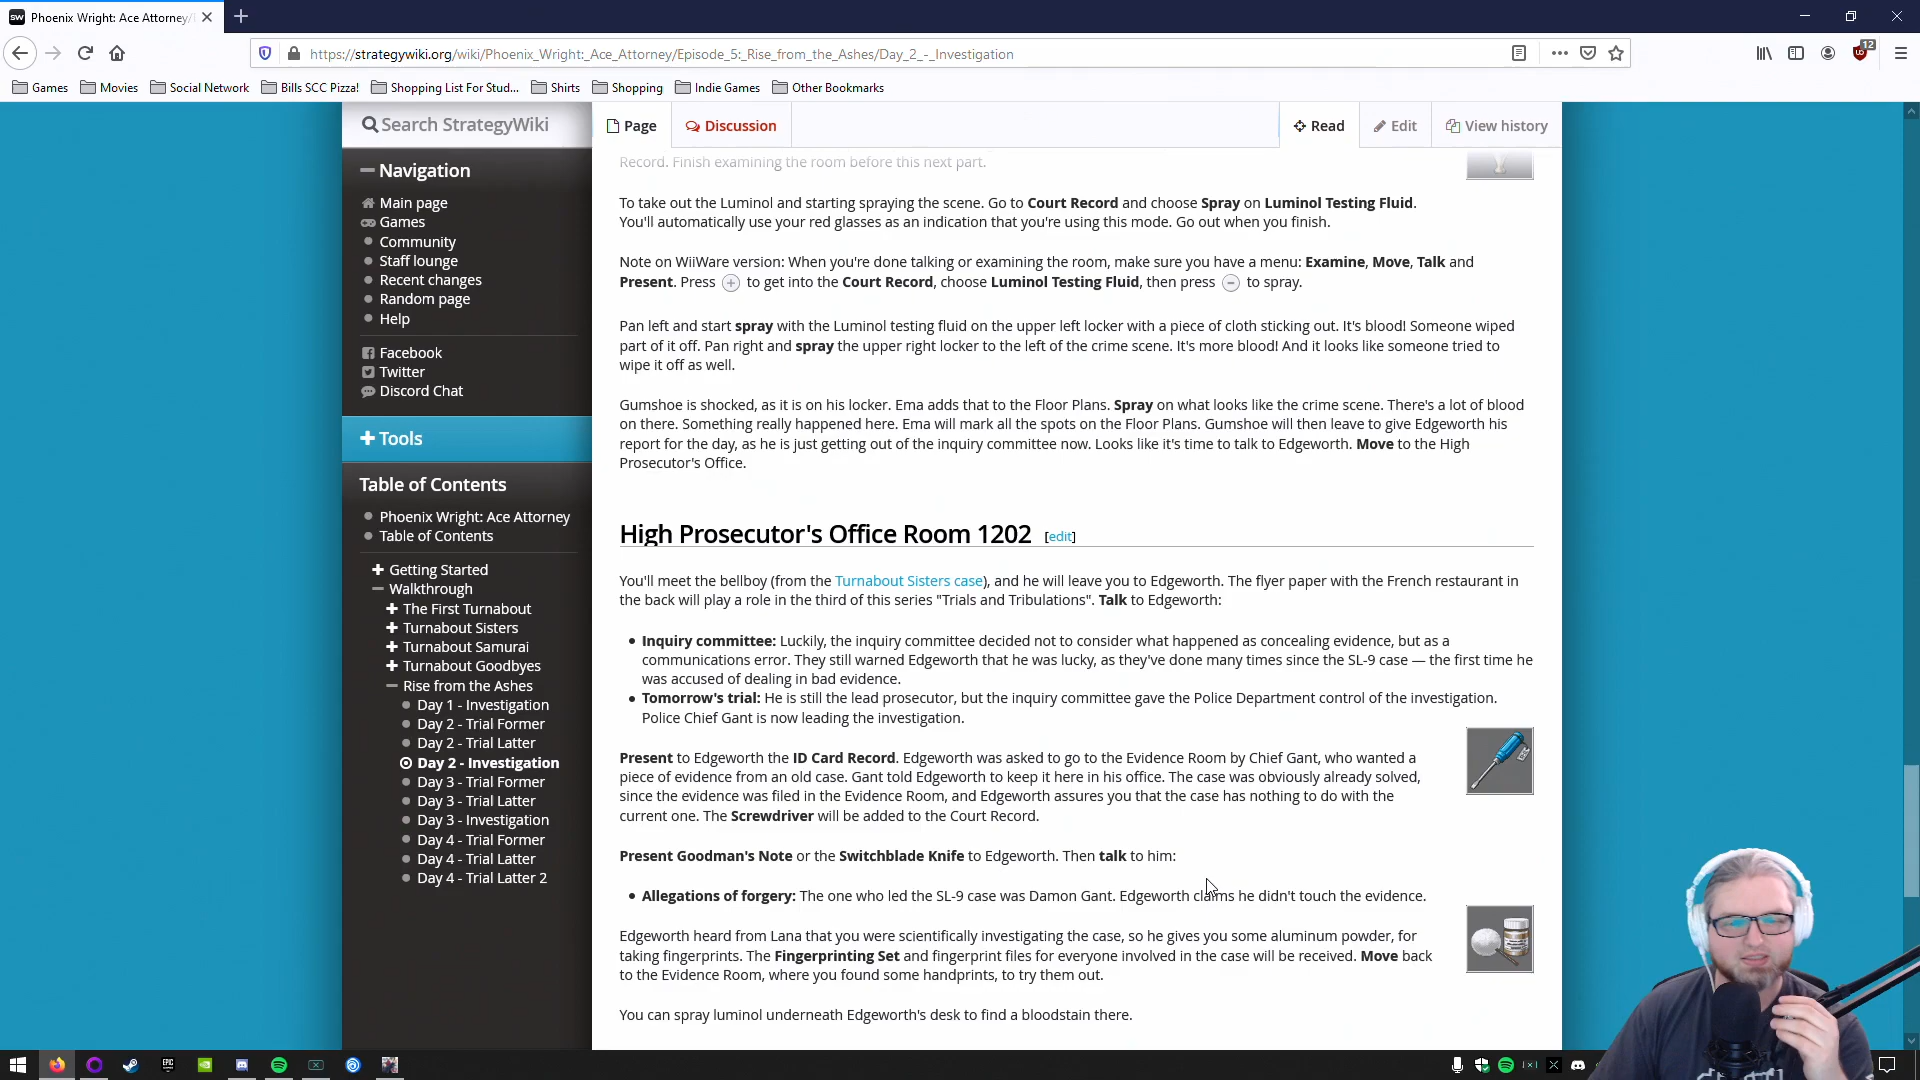 Phoenix Wright: Ace Attorney/
https://strategywiki.org/wiki/Phoenix_Wright:_Ace_Attorney/Episode_5:_Rise_from_the_Ashes/Day_2_-_Investigation
12
Games Movies Social Network Bills SCC Pizza! Shopping List For Stud... Shirts Shopping Indie Games Other Bookmarks
Search StrategyWiki
Page Discussion Read Edit View history
Navigation
Main page
Games
Community
Staff lounge
Recent changes
Random page
Help
Facebook
Twitter
Discord Chat
Tools
Table of Contents
Phoenix Wright: Ace Attorney
Table of Contents
Getting Started
Walkthrough
The First Turnabout
Turnabout Sisters
Turnabout Samurai
Turnabout Goodbyes
Rise from the Ashes
Day 1 - Investigation
Day 2 - Trial Former
Day 2 - Trial Latter
Day 2 - Investigation
Day 3 - Trial Former
Day 3 - Trial Latter
Day 3 - Investigation
Day 4 - Trial Former
Day 4 - Trial Latter
Day 4 - Trial Latter 2
Record. Finish examining the room before this next part.
To take out the Luminol and starting spraying the scene. Go to Court Record and choose Spray on Luminol Testing Fluid.
You'll automatically use your red glasses as an indication that you're using this mode. Go out when you finish.
Note on WiiWare version: When you're done talking or examining the room, make sure you have a menu: Examine, Move, Talk and
Present. Press + to get into the Court Record, choose Luminol Testing Fluid, then press - to spray.
Pan left and start spray with the Luminol testing fluid on the upper left locker with a piece of cloth sticking out. It's blood! Someone wiped
part of it off. Pan right and spray the upper right locker to the left of the crime scene. It's more blood! And it looks like someone tried to
wipe it off as well.
Gumshoe is shocked, as it is on his locker. Ema adds that to the Floor Plans. Spray on what looks like the crime scene. There's a lot of blood
on there. Something really happened here. Ema will mark all the spots on the Floor Plans. Gumshoe will then leave to give Edgeworth his
report for the day, as he is just getting out of the inquiry committee now. Looks like it's time to talk to Edgeworth. Move to the High
Prosecutor's Office.
High Prosecutor's Office Room 1202 [edit]
You'll meet the bellboy (from the Turnabout Sisters case), and he will leave you to Edgeworth. The flyer paper with the French restaurant in
the back will play a role in the third of this series "Trials and Tribulations". Talk to Edgeworth:
Inquiry committee: Luckily, the inquiry committee decided not to consider what happened as concealing evidence, but as a
communications error. They still warned Edgeworth that he was lucky, as they've done many times since the SL-9 case — the first time he
was accused of dealing in bad evidence.
Tomorrow's trial: He is still the lead prosecutor, but the inquiry committee gave the Police Department control of the investigation.
Police Chief Gant is now leading the investigation.
Present to Edgeworth the ID Card Record. Edgeworth was asked to go to the Evidence Room by Chief Gant, who wanted a
piece of evidence from an old case. Gant told Edgeworth to keep it here in his office. The case was obviously already solved,
since the evidence was filed in the Evidence Room, and Edgeworth assures you that the case has nothing to do with the
current one. The Screwdriver will be added to the Court Record.
Present Goodman's Note or the Switchblade Knife to Edgeworth. Then talk to him:
Allegations of forgery: The one who led the SL-9 case was Damon Gant. Edgeworth claims he didn't touch the evidence.
Edgeworth heard from Lana that you were scientifically investigating the case, so he gives you some aluminum powder, for
taking fingerprints. The Fingerprinting Set and fingerprint files for everyone involved in the case will be received. Move back
to the Evidence Room, where you found some handprints, to try them out.
You can spray luminol underneath Edgeworth's desk to find a bloodstain there.